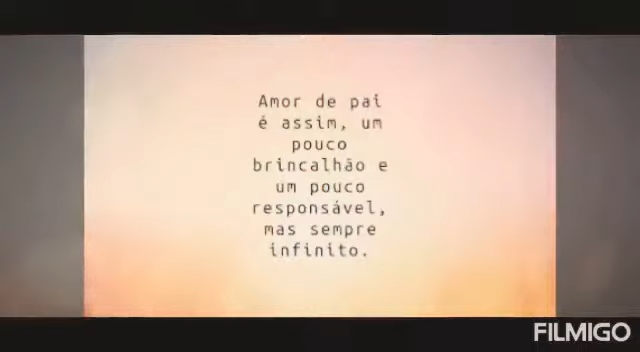 Amor de pai
é assim, um
pouco
brincalhão e
um pouco
responsável,
mas sempre
infinito.
FILMIGO